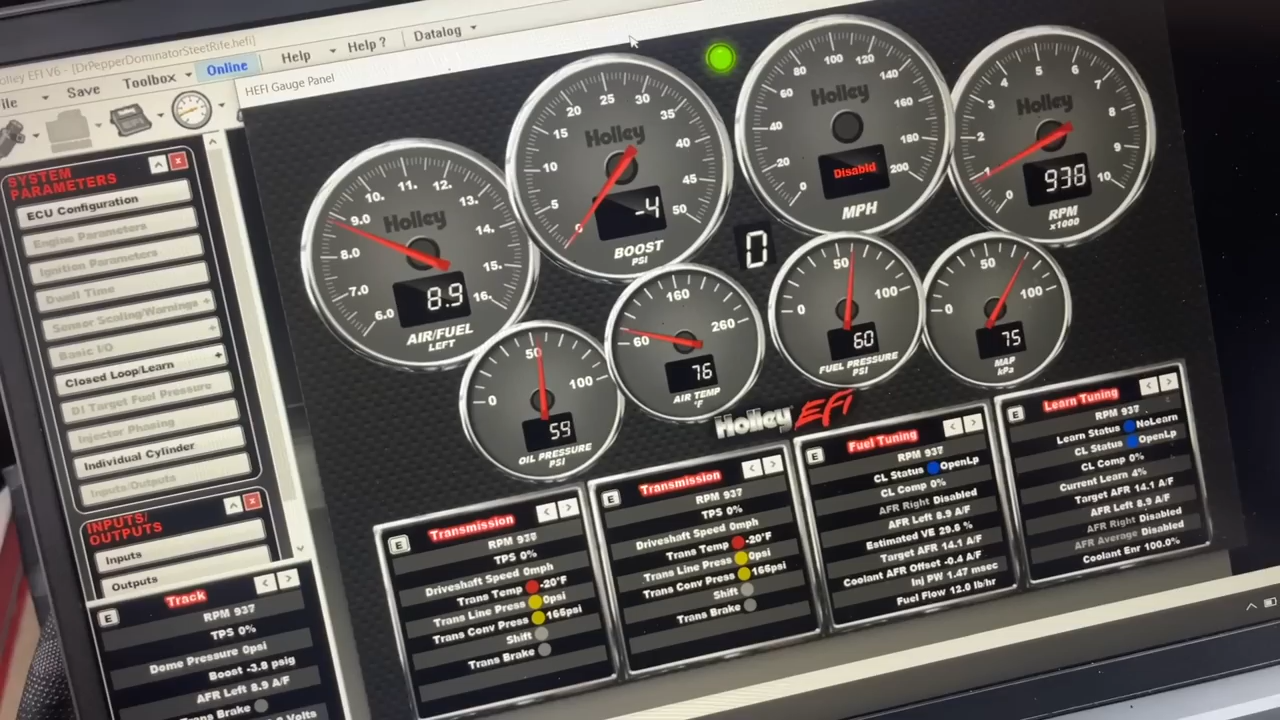 olley EFI V6 - [DrPepperDominatorSteetRife.hefi]
ile Save Toolbox Online Help Help ? Datalog
HEFI Gauge Panel
SYSTEM
PARAMETERS
ECU Configuration
Engine Parameters
Ignition Parameters
Dwell Time
Sensor Scaling/Warnings +
Basic I/O +
Closed Loop/Learn +
DI Target Fuel Pressure
Injector Phasing
Individual Cylinder
Inputs/Outputs
INPUTS/
OUTPUTS
Inputs
Outputs
6.0 7.0 8.0 9.0 10. 11. 12. 13. 14. 15. 16.
Holley
8.9
AIR/FUEL
LEFT
0 5 10 15 20 25 30 35 40 45 50
Holley
-4
BOOST
PSI
0
0 20 40 60 80 100 120 140 160 180 200
Holley
Disabld
MPH
0 1 2 3 4 5 6 7 8 9 10
Holley
938
RPM
x1000
0 50 100
59
OIL PRESSURE
PSI
60 160 260
76
AIR TEMP
°F
0 50 100
60
FUEL PRESSURE
PSI
0 50 100
75
MAP
kPa
Holley EFI
Track
E
RPM 937
TPS 0%
Dome Pressure 0psi
Boost -3.8 psig
AFR Left 8.9 A/F
Trans Brake
Volts
Transmission
E
RPM 938
TPS 0%
Driveshaft Speed 0mph
Trans Temp -20°F
Trans Line Press 0psi
Trans Conv Press 166psi
Shift
Trans Brake
Transmission
E
RPM 937
TPS 0%
Driveshaft Speed 0mph
Trans Temp -20°F
Trans Line Press 0psi
Trans Conv Press 166psi
Shift
Trans Brake
Fuel Tuning
E
RPM 937
CL Status OpenLp
CL Comp 0%
AFR Right Disabled
AFR Left 8.9 A/F
Estimated VE 29.6 %
Target AFR 14.1 A/F
Coolant AFR Offset -0.4 A/F
Inj PW 1.47 msec
Fuel Flow 12.0 lb/hr
Learn Tuning
E
RPM 937
Learn Status NoLearn
CL Status OpenLp
CL Comp 0%
Current Learn 4%
Target AFR 14.1 A/F
AFR Left 8.9 A/F
AFR Right Disabled
AFR Average Disabled
Coolant Enr 100.0%